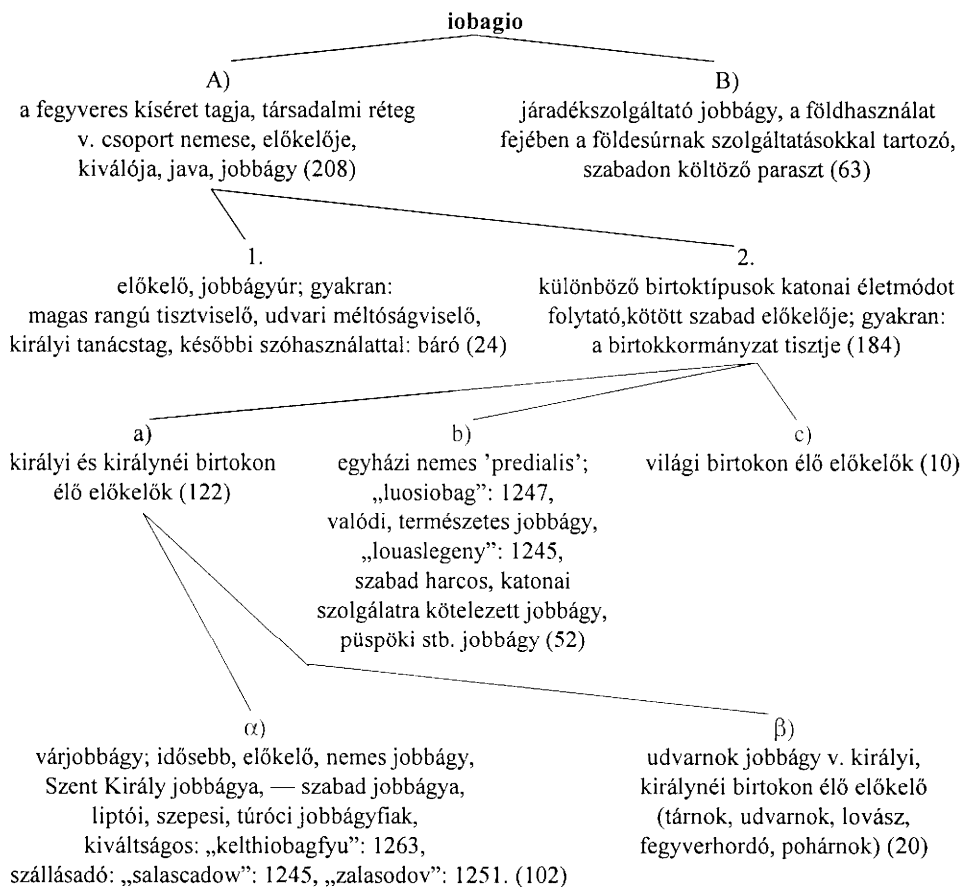 iobagio
A)
a fegyveres kíséret tagja, társadalmi réteg
v. csoport nemese, előkelője,
kiválója, java, jobbágy (208)
B)
járadékszolgáltató jobbágy, a földhasználat
fejében a földesúrnak szolgáltatásokkal tartozó,
szabadon költöző paraszt (63)
1.
előkelő, jobbágyúr; gyakran:
magas rangú tisztviselő, udvari méltóságviselő,
királyi tanácstag, későbbi szóhasználattal: báró (24)
2.
különböző birtoktípusok katonai életmódot
folytató,kötött szabad előkelője; gyakran:
a birtokkormányzat tisztje (184)
a)
királyi és királynéi birtokon
élő előkelők (122)
b)
egyházi nemes 'predialis';
„luosiobag”: 1247,
valódi, természetes jobbágy,
„louaslegeny”: 1245,
szabad harcos, katonai
szolgálatra kötelezett jobbágy,
püspöki stb. jobbágy (52)
c)
világi birtokon élő előkelők (10)
α)
várjobbágy; idősebb, előkelő, nemes jobbágy,
Szent Király jobbágya, — szabad jobbágya,
liptói, szepesi, túróci jobbágyfiak,
kiváltságos: „kelthiobagfyu”: 1263,
szállásadó: „salascadow”: 1245, „zalasodov”: 1251. (102)
β)
udvarnok jobbágy v. királyi,
királynéi birtokon élő előkelő
(tárnok, udvarnok, lovász,
fegyverhordó, pohárnok) (20)